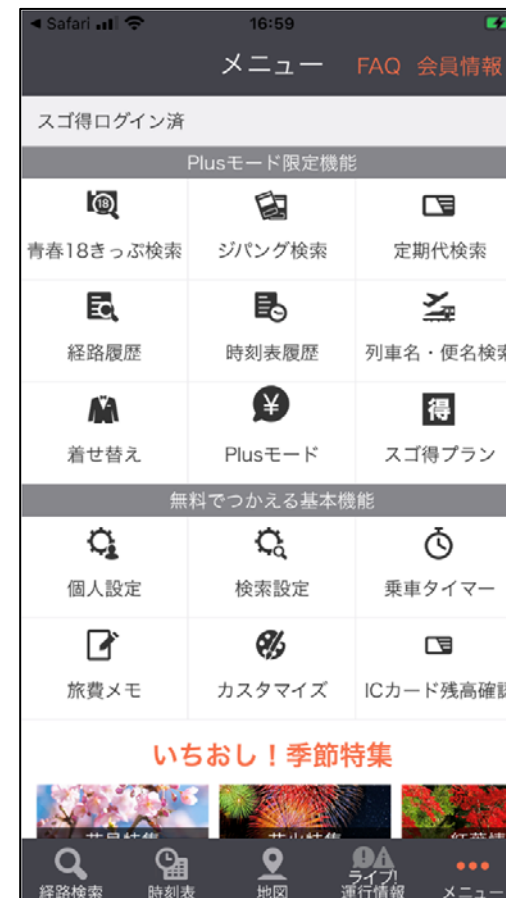 ◀ Safari
16:59
メニュー FAQ 会員情報
スゴ得ログイン済
Plusモード限定機能
18
青春18きっぷ検索 ジパング検索 定期代検索
経路履歴 時刻表履歴 列車名・便名検索
¥ 得
着せ替え Plusモード スゴ得プラン
無料でつかえる基本機能
個人設定 検索設定 乗車タイマー
旅費メモ カスタマイズ ICカード残高確認
いちおし!季節特集
経路検索 時刻表 地図 ライブ!
運行情報 メニュー